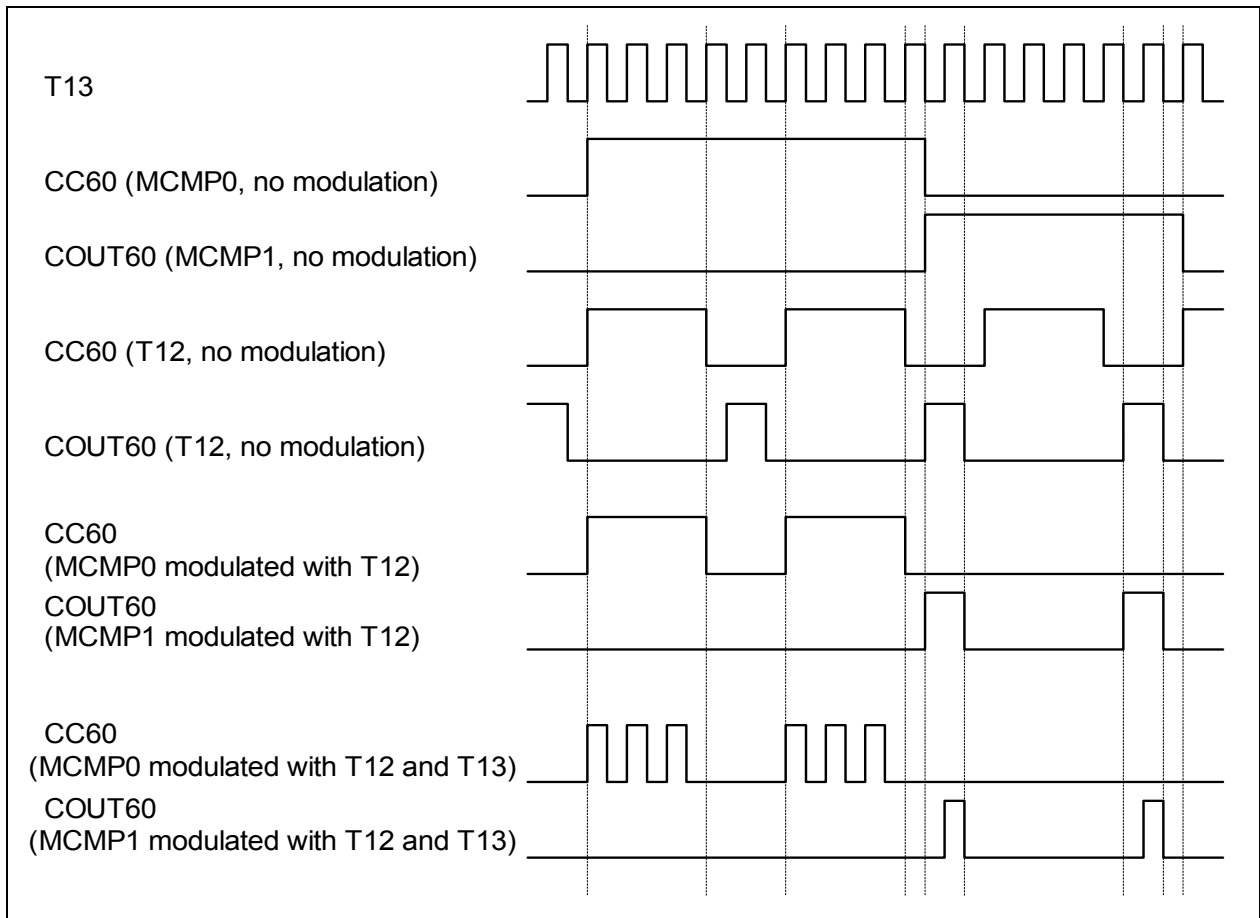 T13
CC60 (MCMP0, no modulation)
COUT60 (MCMP1, no modulation)
CC60 (T12, no modulation)
COUT60 (T12, no modulation)
CC60
(MCMP0 modulated with T12)
COUT60
(MCMP1 modulated with T12)
CC60
(MCMP0 modulated with T12 and T13)
COUT60
(MCMP1 modulated with T12 and T13)